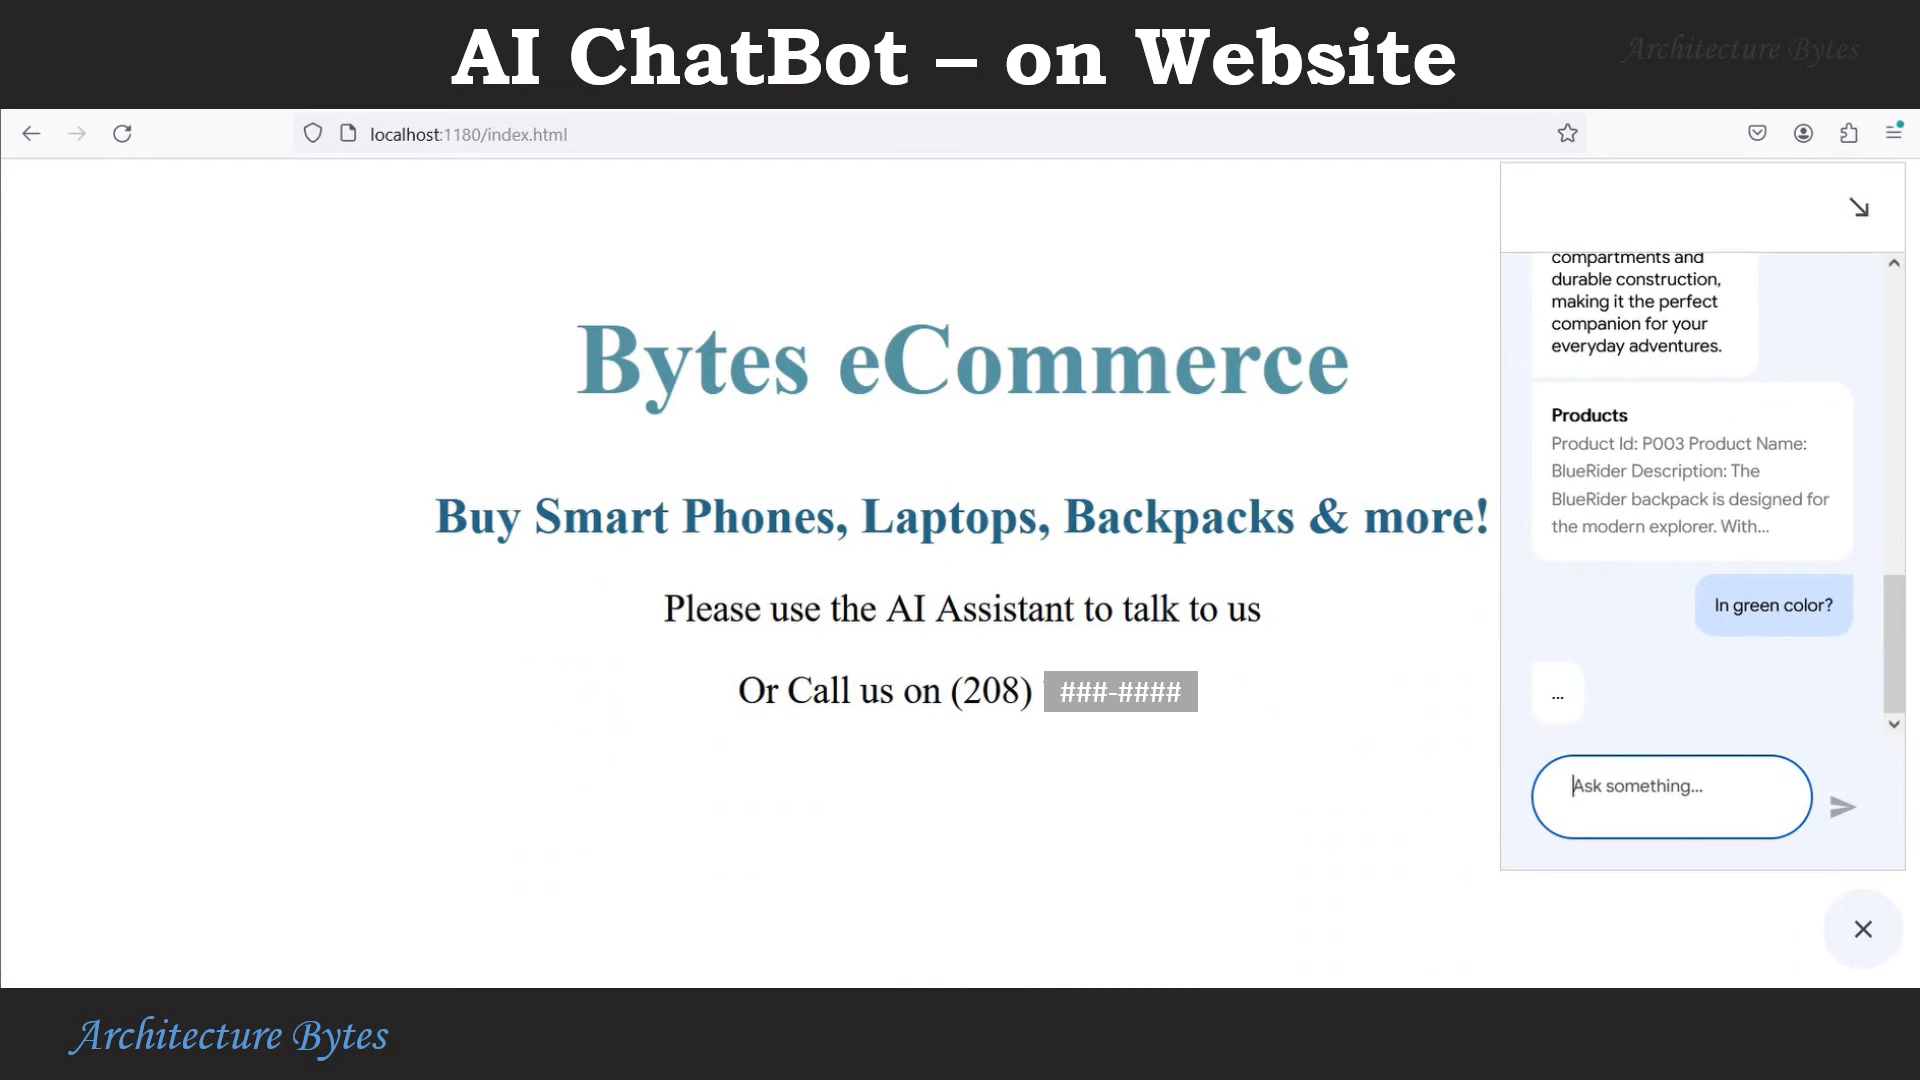 AI ChatBot – on Website
Architecture Bytes
localhost:1180/index.html
Bytes eCommerce
Buy Smart Phones, Laptops, Backpacks & more!
Please use the AI Assistant to talk to us
Or Call us on (208) ###-####
compartments and
durable construction,
making it the perfect
companion for your
everyday adventures.
Products
Product Id: P003 Product Name:
BlueRider Description: The
BlueRider backpack is designed for
the modern explorer. With...
In green color?
...
Ask something...
Architecture Bytes